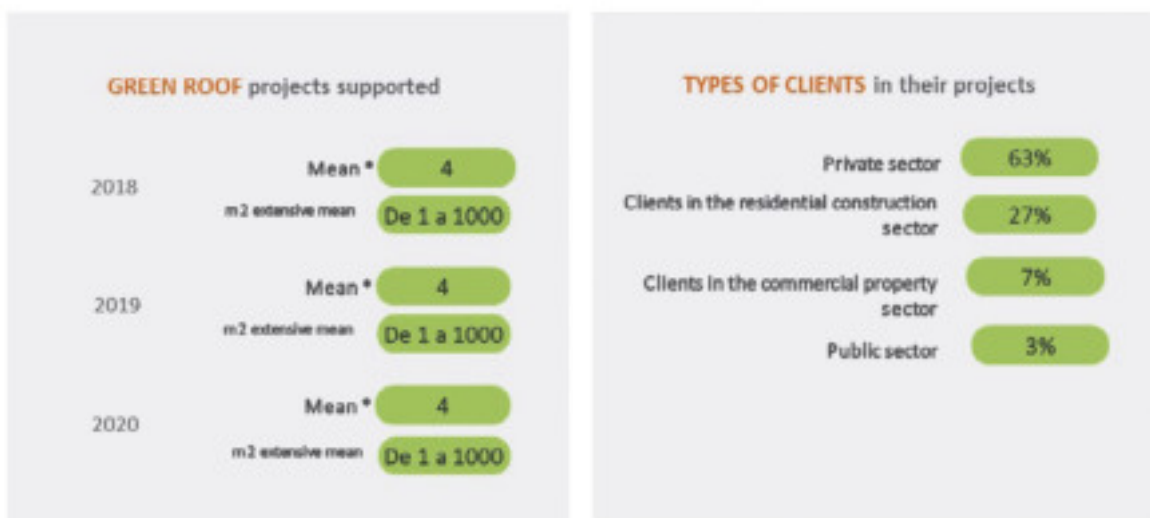 GREEN ROOF projects supported
2018
Mean * 4
m2 extensive mean De 1 a 1000
2019
Mean * 4
m2 extensive mean De 1 a 1000
2020
Mean * 4
m2 extensive mean De 1 a 1000
TYPES OF CLIENTS in their projects
Private sector 63%
Clients in the residential construction
sector 27%
Clients in the commercial property
sector 7%
Public sector 3%